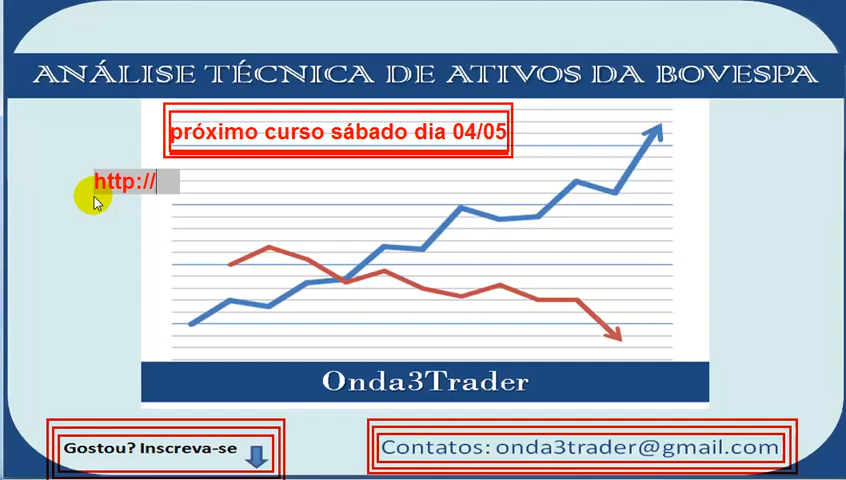 ANÁLISE TÉCNICA DE ATIVOS DA BOVESPA
próximo curso sábado dia 04/05
http://
Onda3Trader
Gostou? Inscreva-se
Contatos: onda3trader@gmail.com